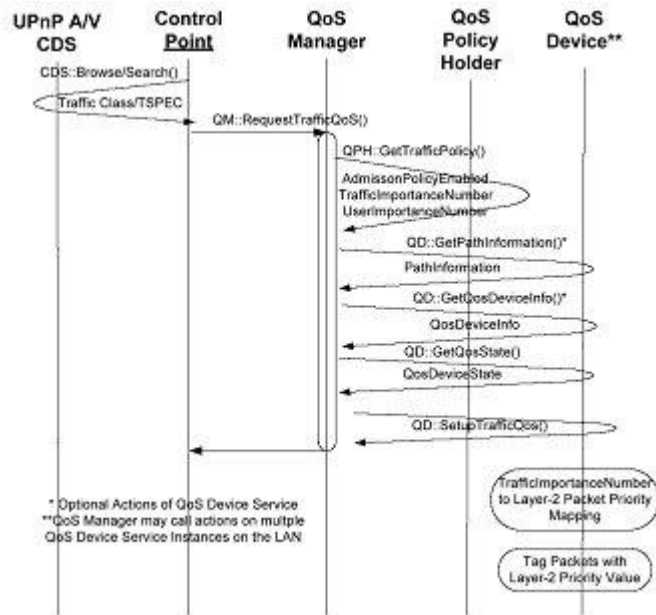 UPnP A/V CDS
Control Point
QoS Manager
QoS Policy Holder
QoS Device**
CDS::Browse/Search()
Traffic Class/TSPEC
QM::RequestTrafficQoS()
QPH::GetTrafficPolicy()
AdmissonPolicyEnabled
TrafficImportanceNumber
UserImportanceNumber
QD::GetPathInformation()*
PathInformation
QD::GetQosDeviceInfo()*
QosDeviceInfo
QD::GetQosState()
QosDeviceState
QD::SetupTrafficQos()
* Optional Actions of QoS Device Service
**QoS Manager may call actions on multple
QoS Device Service Instances on the LAN
TrafficImportanceNumber
to Layer-2 Packet Priority
Mapping
Tag Packets with
Layer-2 Priority Value